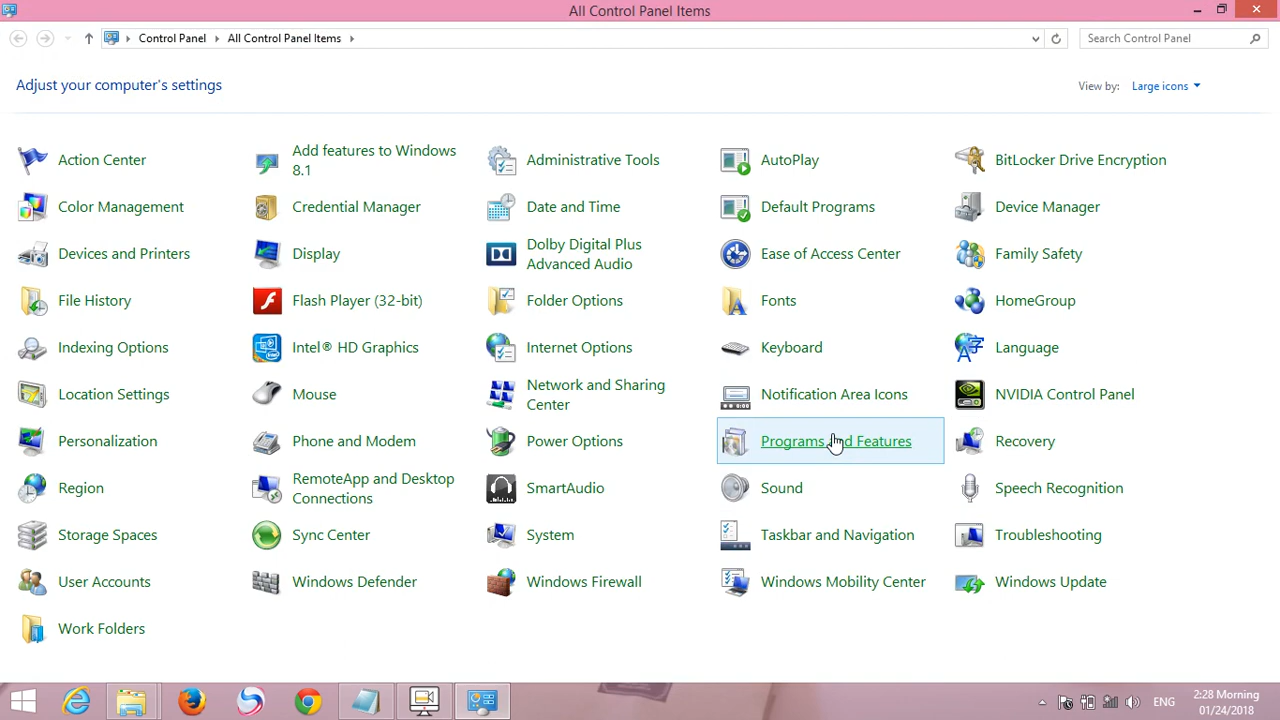 All Control Panel Items
Control Panel
All Control Panel Items
Search Control Panel
Adjust your computer's settings
View by:
Large icons
Action Center
Add features to Windows
8.1
Administrative Tools
AutoPlay
BitLocker Drive Encryption
Color Management
Credential Manager
Date and Time
Default Programs
Device Manager
Devices and Printers
Display
Dolby Digital Plus
Advanced Audio
Ease of Access Center
Family Safety
File History
Flash Player (32-bit)
Folder Options
Fonts
HomeGroup
Indexing Options
Intel® HD Graphics
Internet Options
Keyboard
Language
Location Settings
Mouse
Network and Sharing
Center
Notification Area Icons
NVIDIA Control Panel
Personalization
Phone and Modem
Power Options
Programs and Features
Recovery
Region
RemoteApp and Desktop
Connections
SmartAudio
Sound
Speech Recognition
Storage Spaces
Sync Center
System
Taskbar and Navigation
Troubleshooting
User Accounts
Windows Defender
Windows Firewall
Windows Mobility Center
Windows Update
Work Folders
ENG
2:28 Morning
01/24/2018